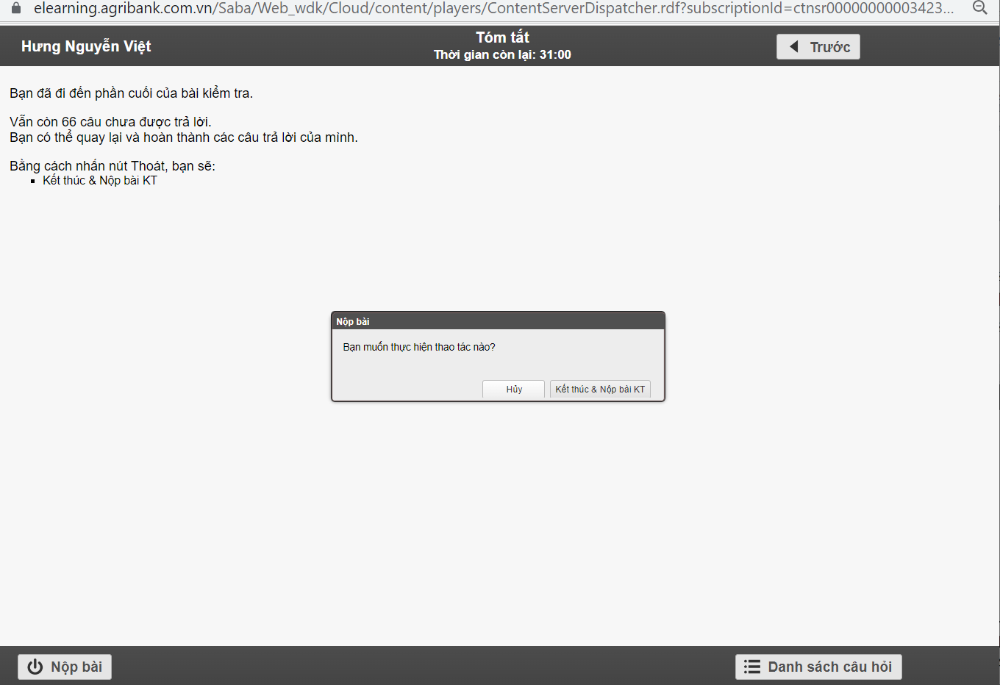 elearning.agribank.com.vn/Saba/Web_wdk/Cloud/content/players/ContentServerDispatcher.rdf?subscriptionId=ctnsr00000000003423...
Hưng Nguyễn Việt
Tóm tắt
Thời gian còn lại: 31:00
Trước
Bạn đã đi đến phần cuối của bài kiểm tra.
Vẫn còn 66 câu chưa được trả lời.
Bạn có thể quay lại và hoàn thành các câu trả lời của mình.
Bằng cách nhấn nút Thoát, bạn sẽ:
Kết thúc & Nộp bài KT
Nộp bài
Bạn muốn thực hiện thao tác nào?
Hủy
Kết thúc & Nộp bài KT
Nộp bài
Danh sách câu hỏi